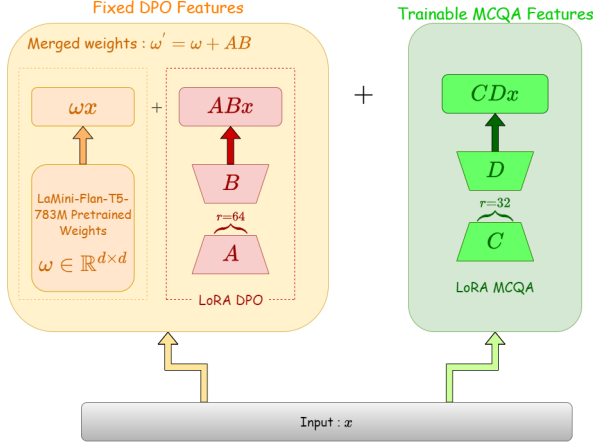 Fixed DPO Features
Trainable MCQA Features
Merged weights : ω' = ω + AB
ωx
+
ABx
+
CDx
B
D
LaMini-Flan-T5-
783M Pretrained
Weights
r=64
r=32
ω ∈ ℝ^{d×d}
A
C
LoRA DPO
LoRA MCQA
Input : x